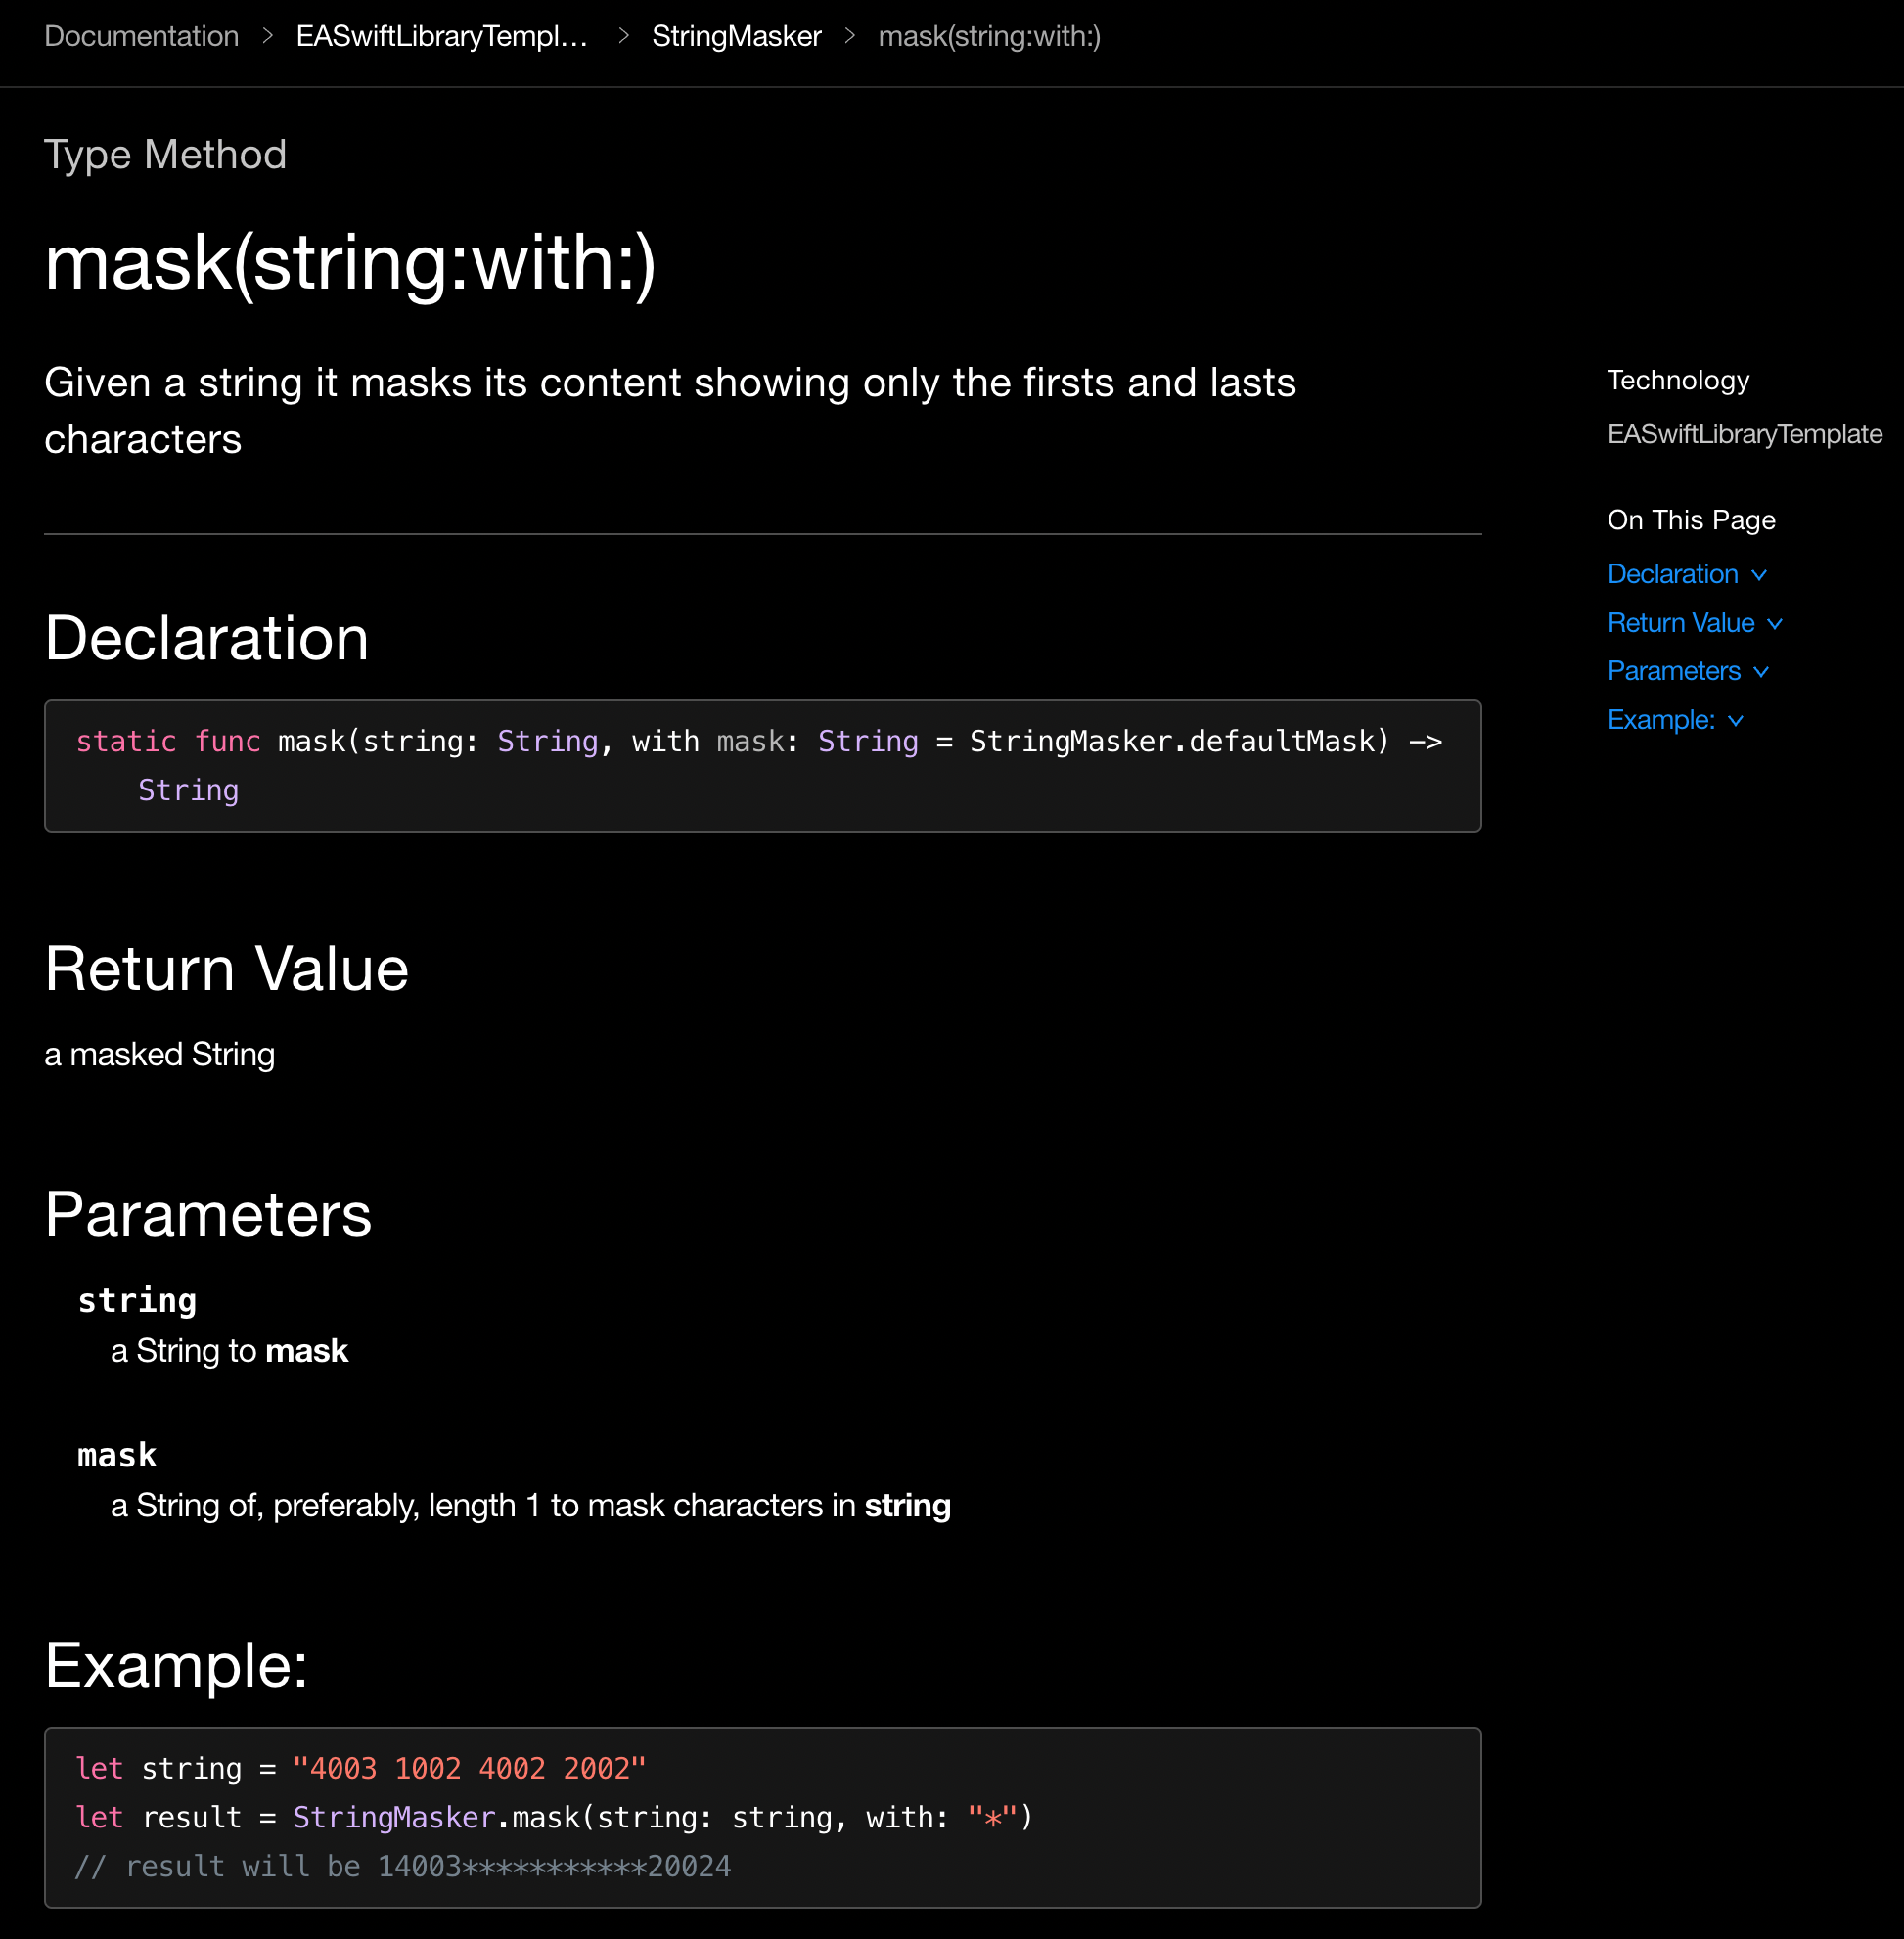 Documentation > EASwiftLibraryTempl... > StringMasker > mask(string:with:)
Type Method
mask(string:with:)
Given a string it masks its content showing only the firsts and lasts
characters
Technology
EASwiftLibraryTemplate
On This Page
Declaration
Return Value
Parameters
Example:
Declaration
static func mask(string: String, with mask: String = StringMasker.defaultMask) ->
String
Return Value
a masked String
Parameters
string
a String to mask
mask
a String of, preferably, length 1 to mask characters in string
Example:
let string = "4003 1002 4002 2002"
let result = StringMasker.mask(string: string, with: "*")
// result will be 14003***********20024